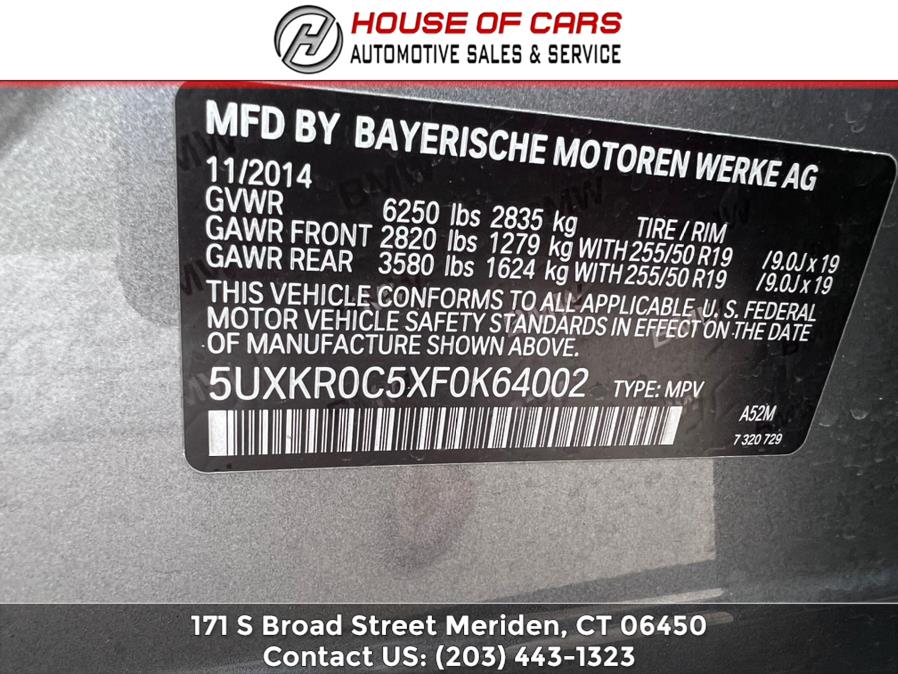 HOUSE OF CARS
AUTOMOTIVE SALES & SERVICE
MFD BY BAYERISCHE MOTOREN WERKE AG
11/2014
GVWR 6250 lbs 2835 kg TIRE / RIM
GAWR FRONT 2820 lbs 1279 kg WITH 255/50 R19 /9.0J x 19
GAWR REAR 3580 lbs 1624 kg WITH 255/50 R19 /9.0J x 19
THIS VEHICLE CONFORMS TO ALL APPLICABLE U. S. FEDERAL
MOTOR VEHICLE SAFETY STANDARDS IN EFFECT ON THE DATE
OF MANUFACTURE SHOWN ABOVE.
5UXKR0C5XF0K64002 TYPE: MPV
A52M
7 320 729
171 S Broad Street Meriden, CT 06450
Contact US: (203) 443-1323